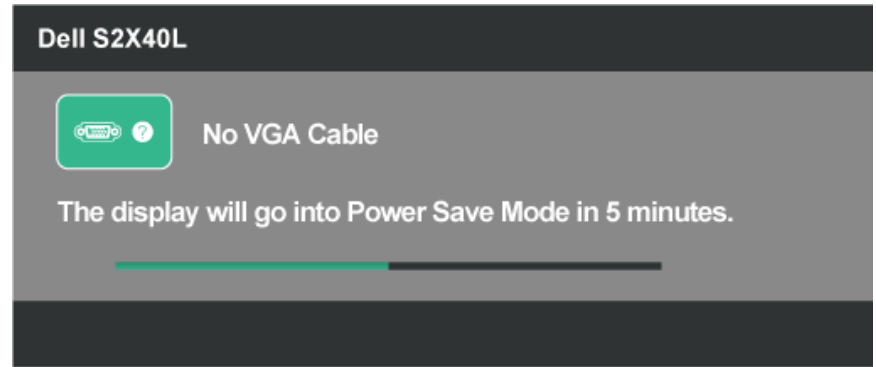 Dell S2X40L
No VGA Cable
The display will go into Power Save Mode in 5 minutes.